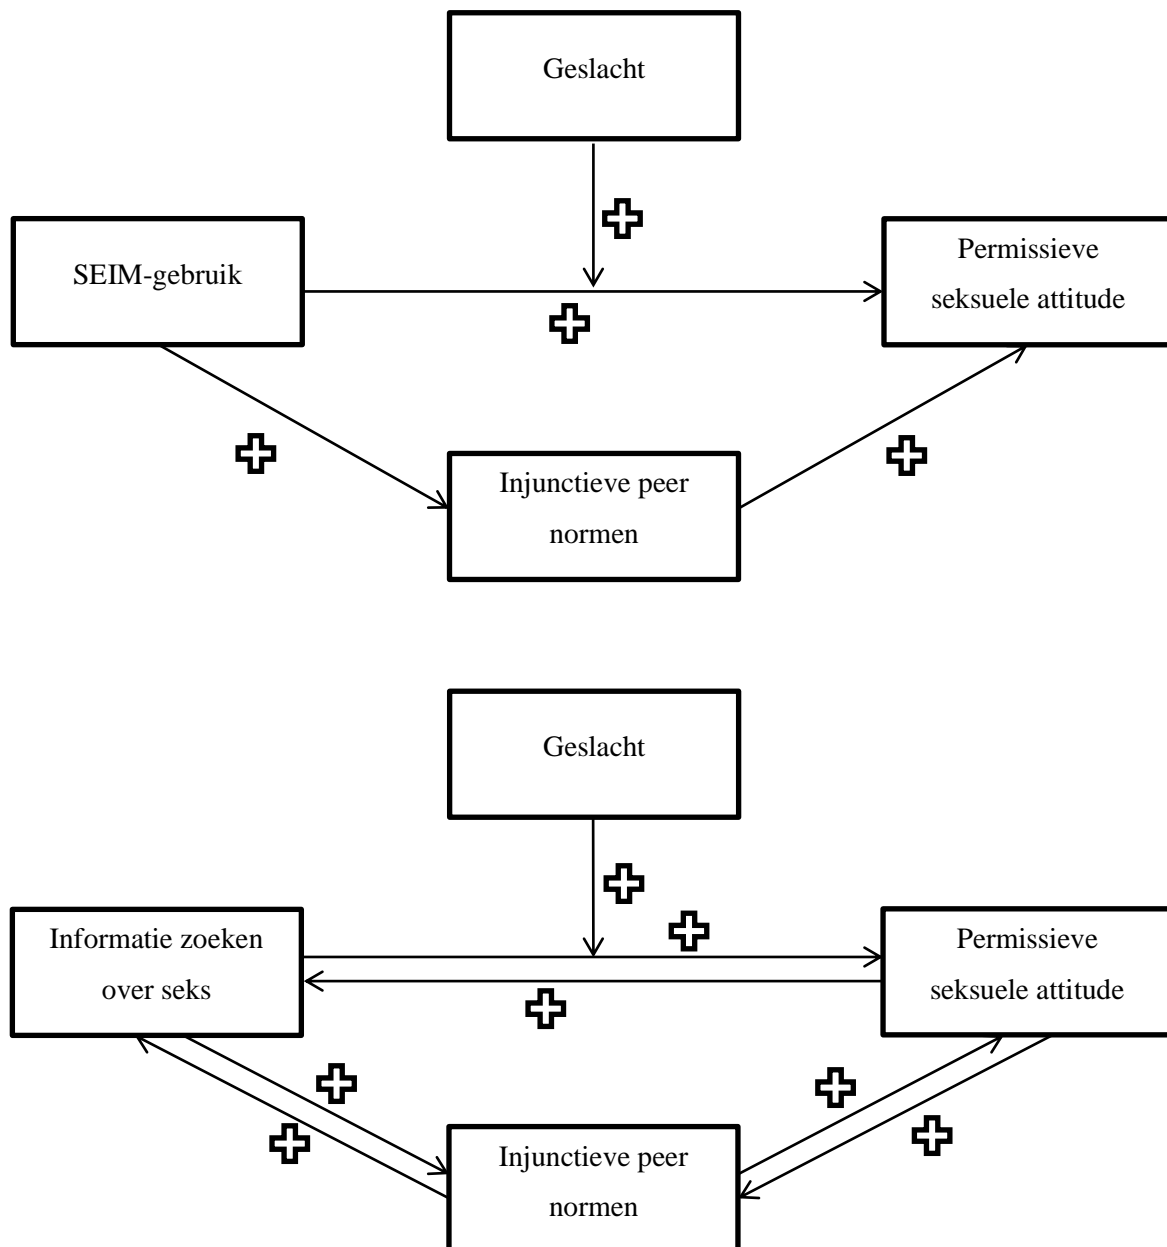 Geslacht
SEIM-gebruik
Permissieve
seksuele attitude
Injunctieve peer
normen
Geslacht
Informatie zoeken
over seks
Permissieve
seksuele attitude
Injunctieve peer
normen